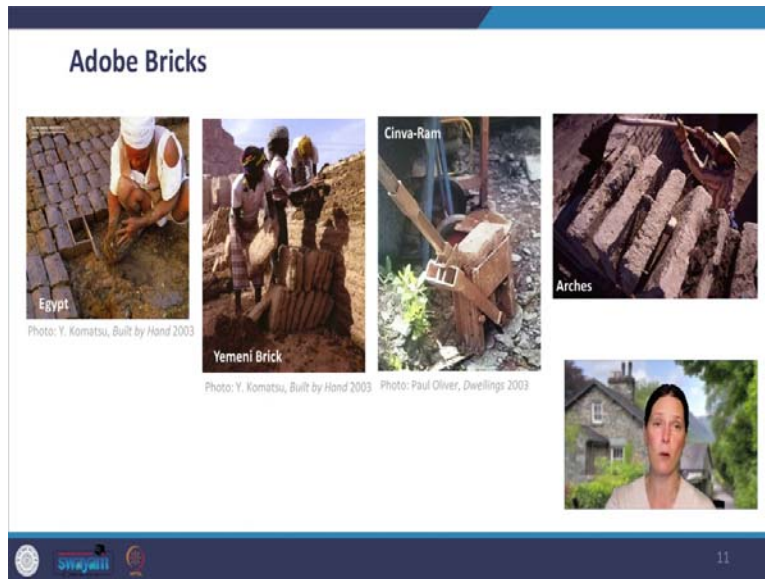 Adobe Bricks
Cinva-Ram
Egypt
Photo: Y. Komatsu, Built by Hand 2003
Yemeni Brick
Photo: Y. Komatsu, Built by Hand 2003
Photo: Paul Oliver, Dwellings 2003
Arches
swayam
11